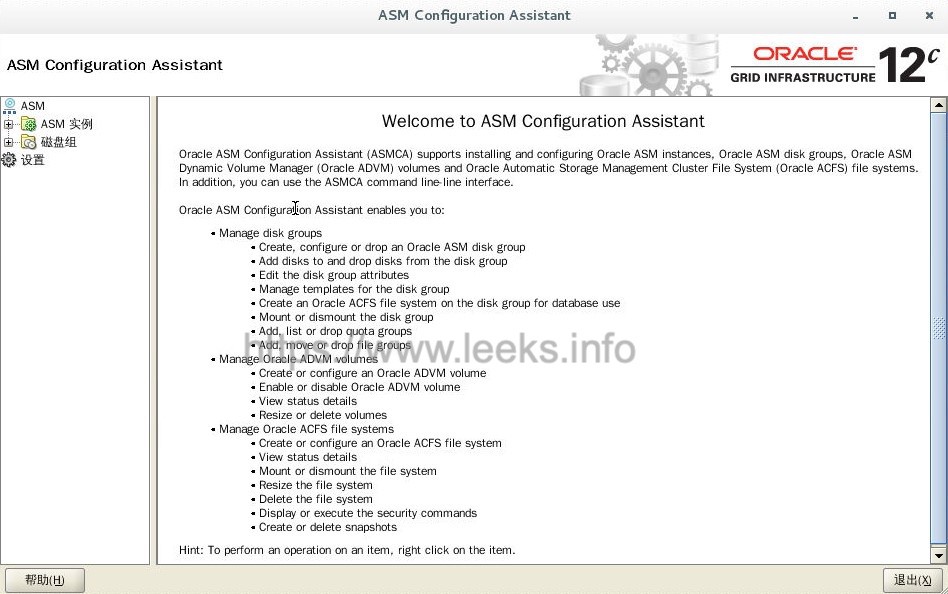 ASM Configuration Assistant
ASM Configuration Assistant
ORACLE
GRID INFRASTRUCTURE 12c
ASM
ASM 实例
磁盘组
设置
Welcome to ASM Configuration Assistant
Oracle ASM Configuration Assistant (ASMCA) supports installing and configuring Oracle ASM instances, Oracle ASM disk groups, Oracle ASM
Dynamic Volume Manager (Oracle ADVM) volumes and Oracle Automatic Storage Management Cluster File System (Oracle ACFS) file systems.
In addition, you can use the ASMCA command line-line interface.
Oracle ASM Configuration Assistant enables you to:
• Manage disk groups
• Create, configure or drop an Oracle ASM disk group
• Add disks to and drop disks from the disk group
• Edit the disk group attributes
• Manage templates for the disk group
• Create an Oracle ACFS file system on the disk group for database use
• Mount or dismount the disk group
• Add, list or drop quota groups
• Add, move or drop file groups
https://www.leeks.info
• Manage Oracle ADVM volumes
• Create or configure an Oracle ADVM volume
• Enable or disable Oracle ADVM volume
• View status details
• Resize or delete volumes
• Manage Oracle ACFS file systems
• Create or configure an Oracle ACFS file system
• View status details
• Mount or dismount the file system
• Resize the file system
• Delete the file system
• Display or execute the security commands
• Create or delete snapshots
Hint: To perform an operation on an item, right click on the item.
帮助(H)
退出(X)